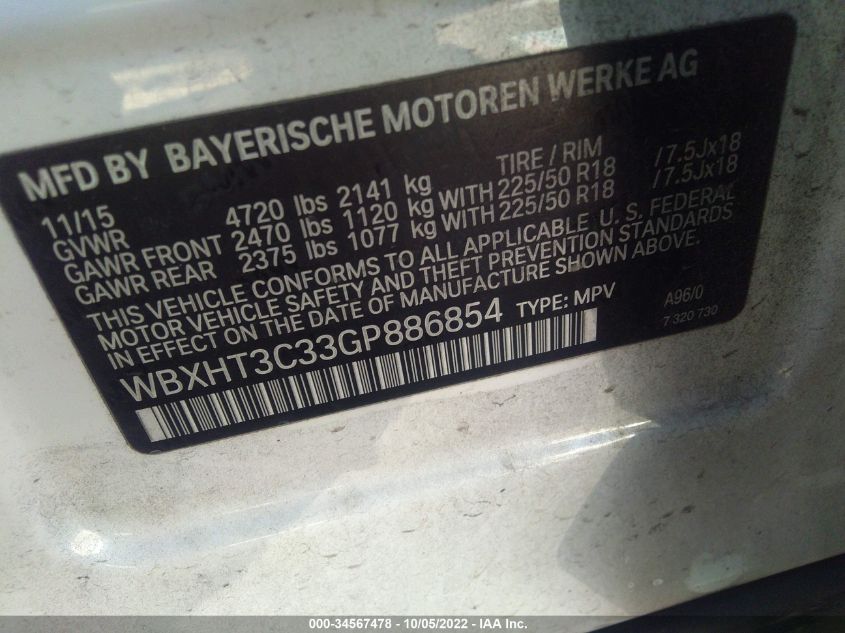 MFD BY BAYERISCHE MOTOREN WERKE AG
11/15 TIRE / RIM
GVWR 4720 lbs 2141 kg
GAWR FRONT 2470 lbs 1120 kg WITH 225/50 R18 /7.5Jx18
GAWR REAR 2375 lbs 1077 kg WITH 225/50 R18 /7.5Jx18
THIS VEHICLE CONFORMS TO ALL APPLICABLE U. S. FEDERAL
MOTOR VEHICLE SAFETY AND THEFT PREVENTION STANDARDS
IN EFFECT ON THE DATE OF MANUFACTURE SHOWN ABOVE.
WBXHT3C33GP886854 TYPE: MPV A96/0
7 320 730
000-34567478 - 10/05/2022 - IAA Inc.